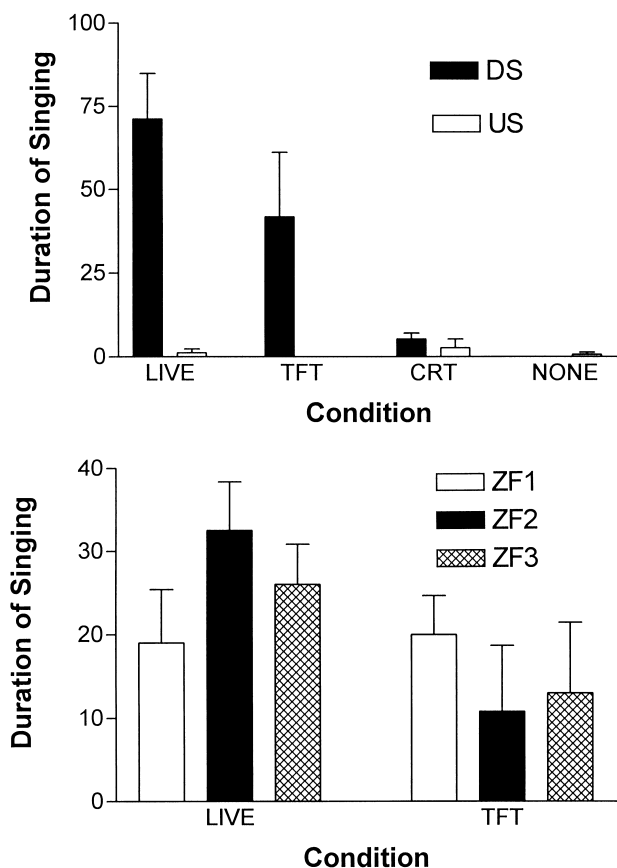 100
75
50
25
0
Duration of Singing
DS
US
LIVE TFT CRT NONE
Condition
40
30
20
10
0
Duration of Singing
ZF1
ZF2
ZF3
LIVE TFT
Condition